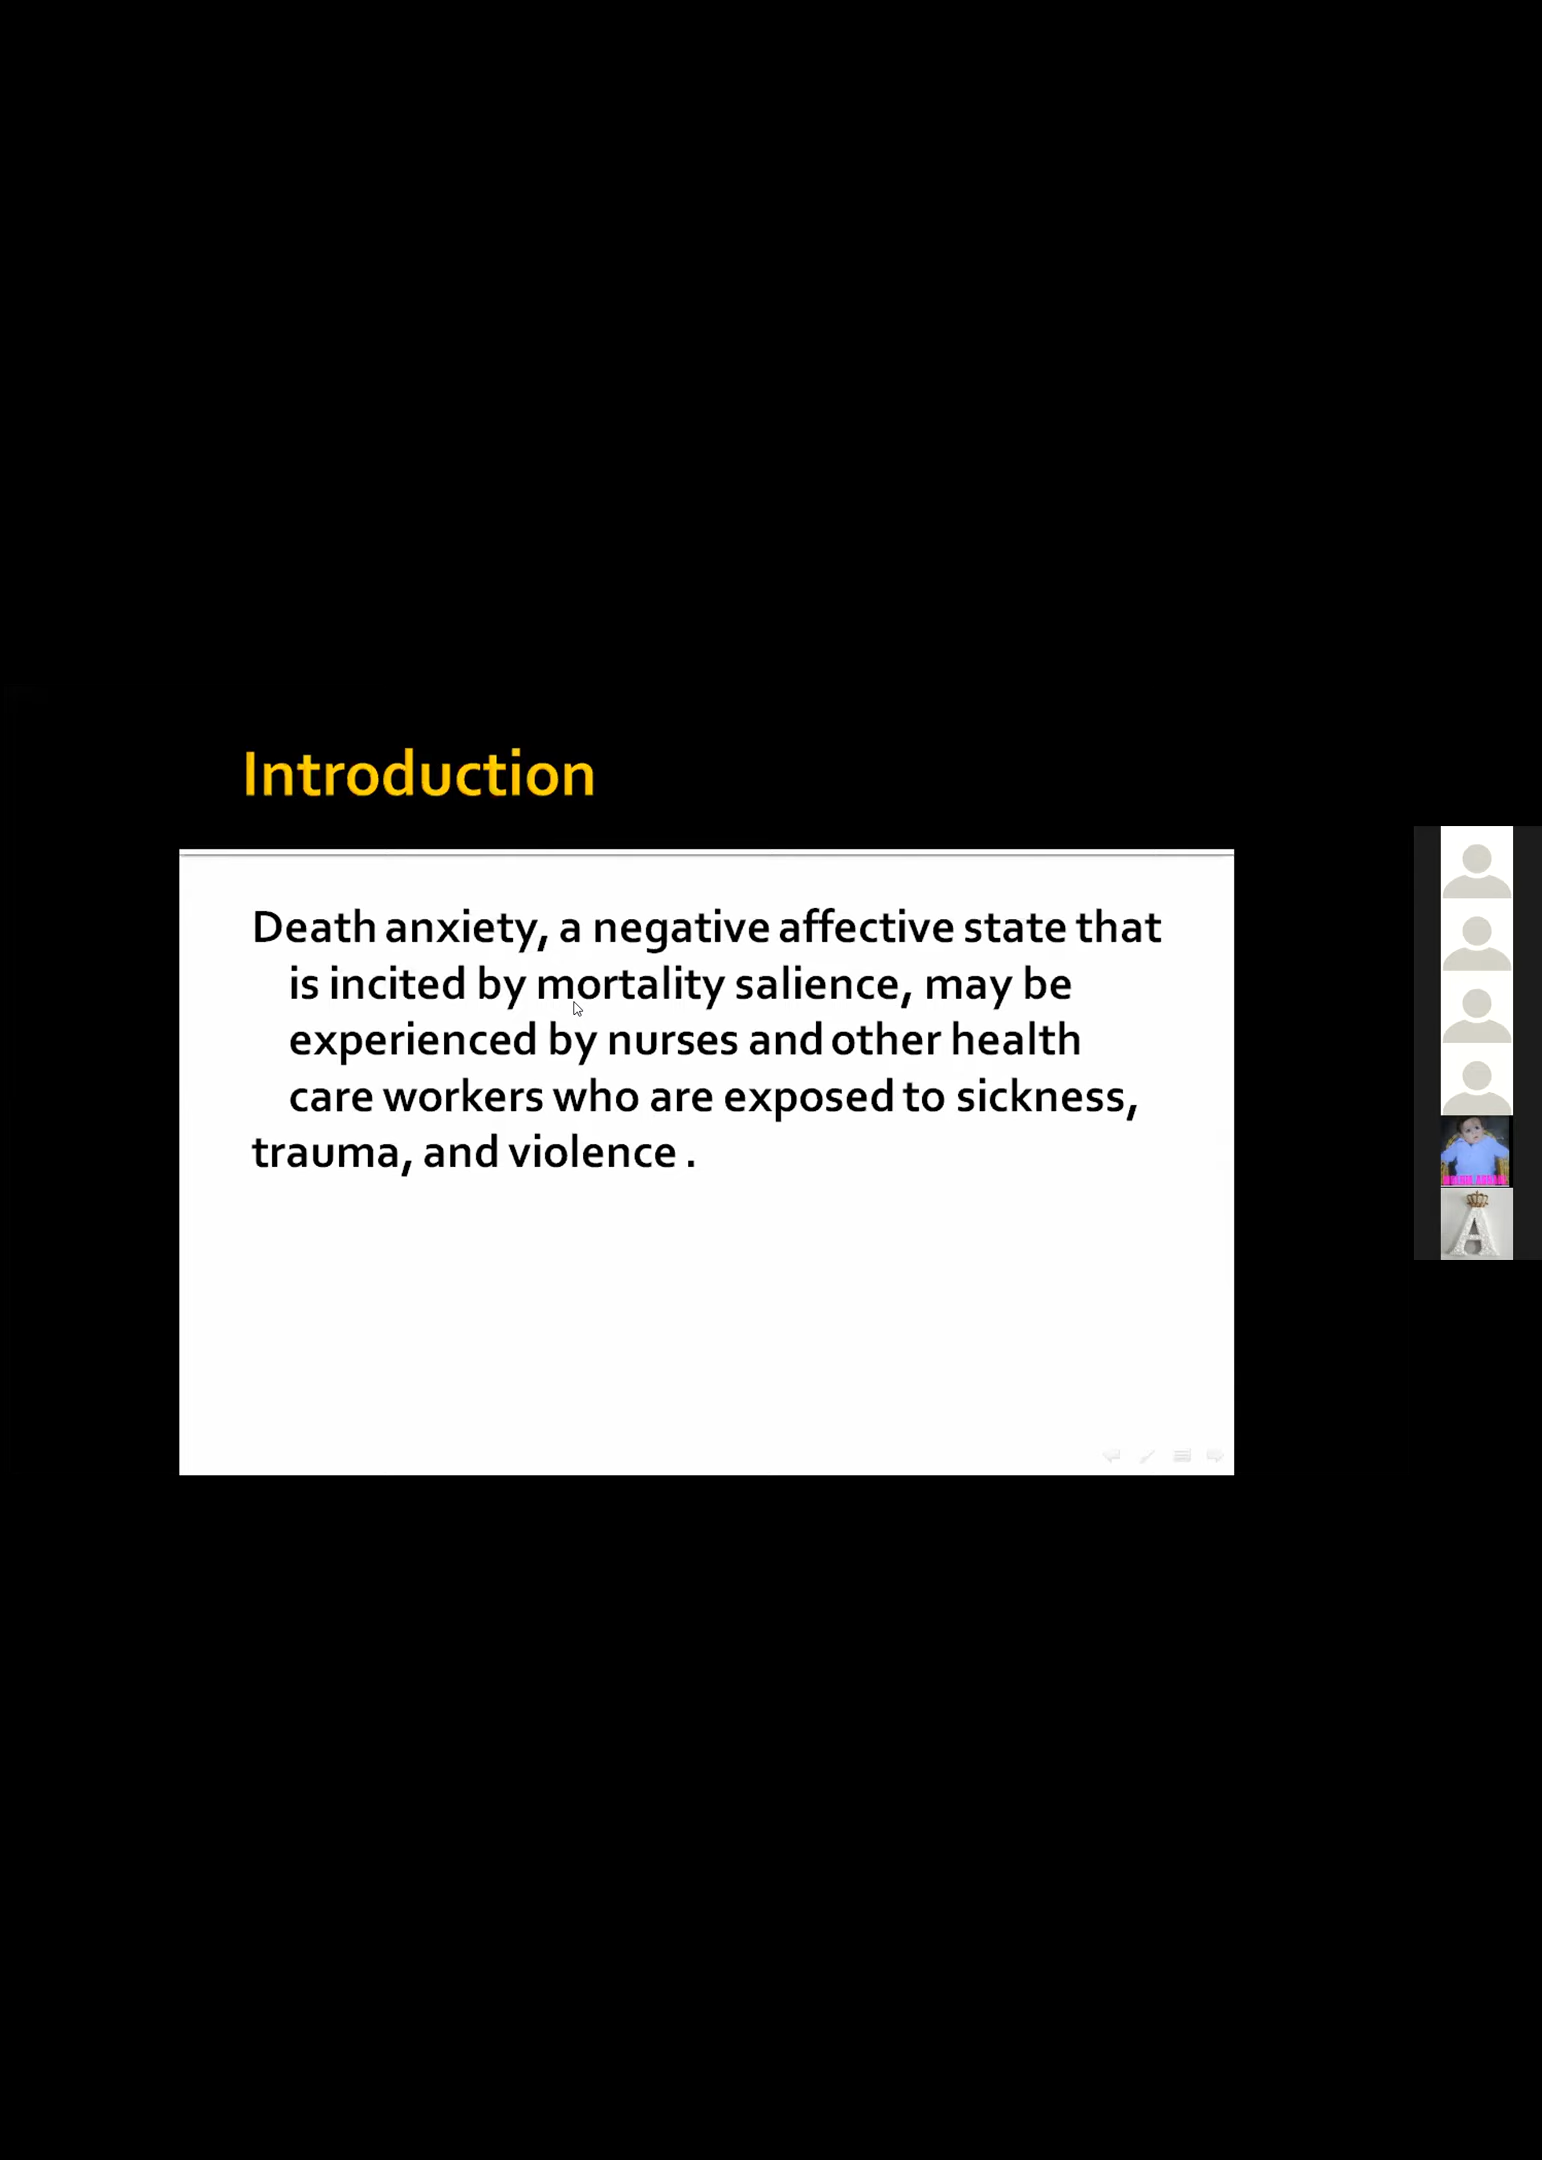 Introduction
Death anxiety, a negative affective state that
is incited by mortality salience, may be
experienced by nurses and other health
care workers who are exposed to sickness,
trauma, and violence .
A